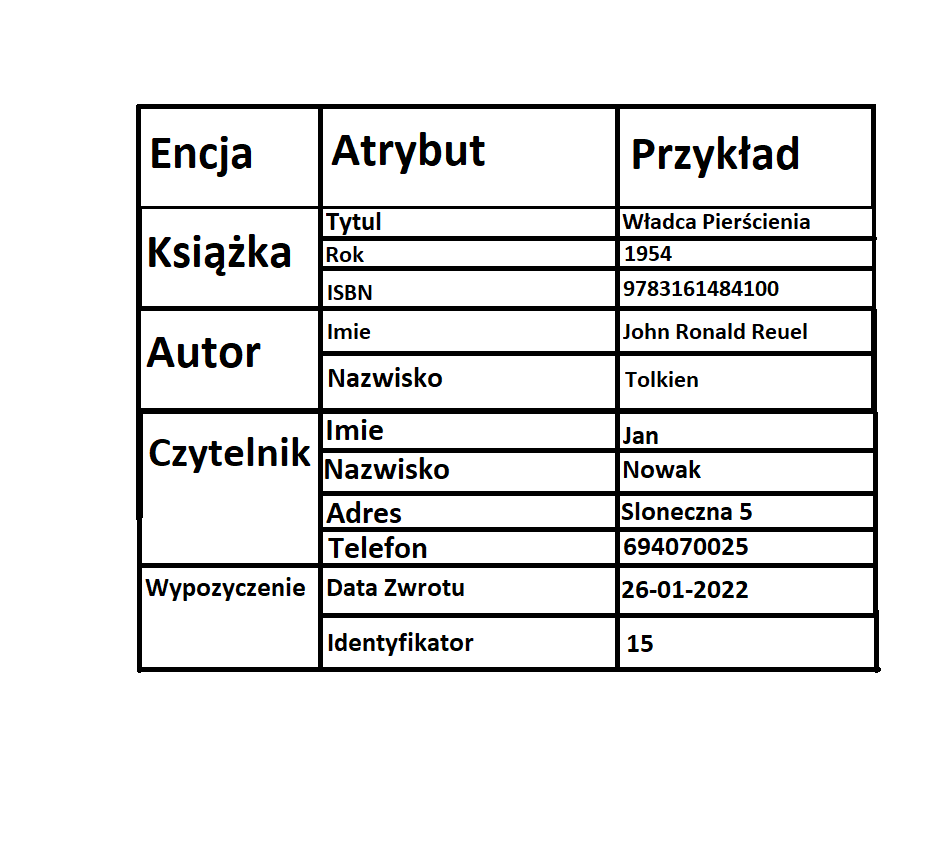 Encja Atrybut Przykład
Książka
Tytul Władca Pierścienia
Rok 1954
ISBN 9783161484100
Autor
Imie John Ronald Reuel
Nazwisko Tolkien
Czytelnik
Imie Jan
Nazwisko Nowak
Adres Sloneczna 5
Telefon 694070025
Wypozyczenie Data Zwrotu 26-01-2022
Identyfikator 15